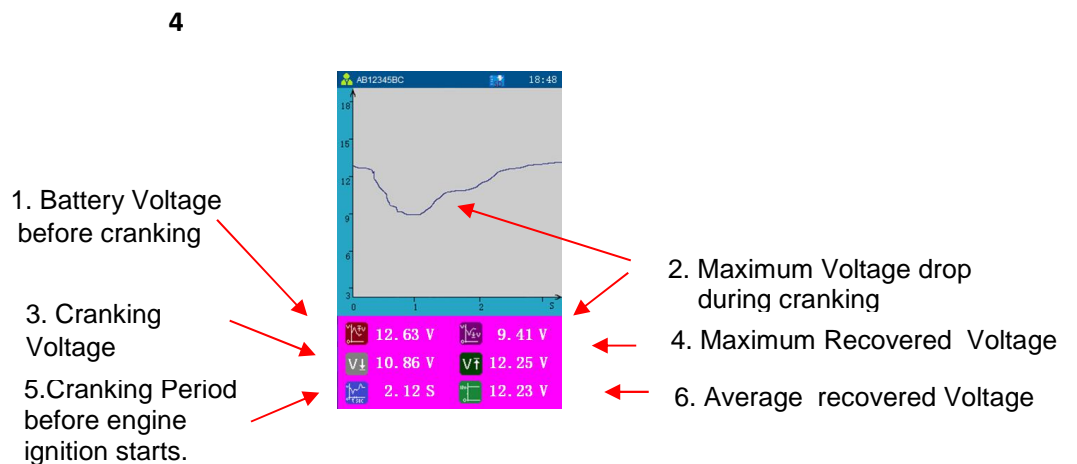 4
AB12345BC 18:48
18
15
12
9
6
3
0 1 2 S
12.63 V 9.41 V
V 10.86 V V 12.25 V
2.12 S 12.23 V
1. Battery Voltage
before cranking
3. Cranking
Voltage
5.Cranking Period
before engine
ignition starts.
2. Maximum Voltage drop
during cranking
4. Maximum Recovered Voltage
6. Average recovered Voltage